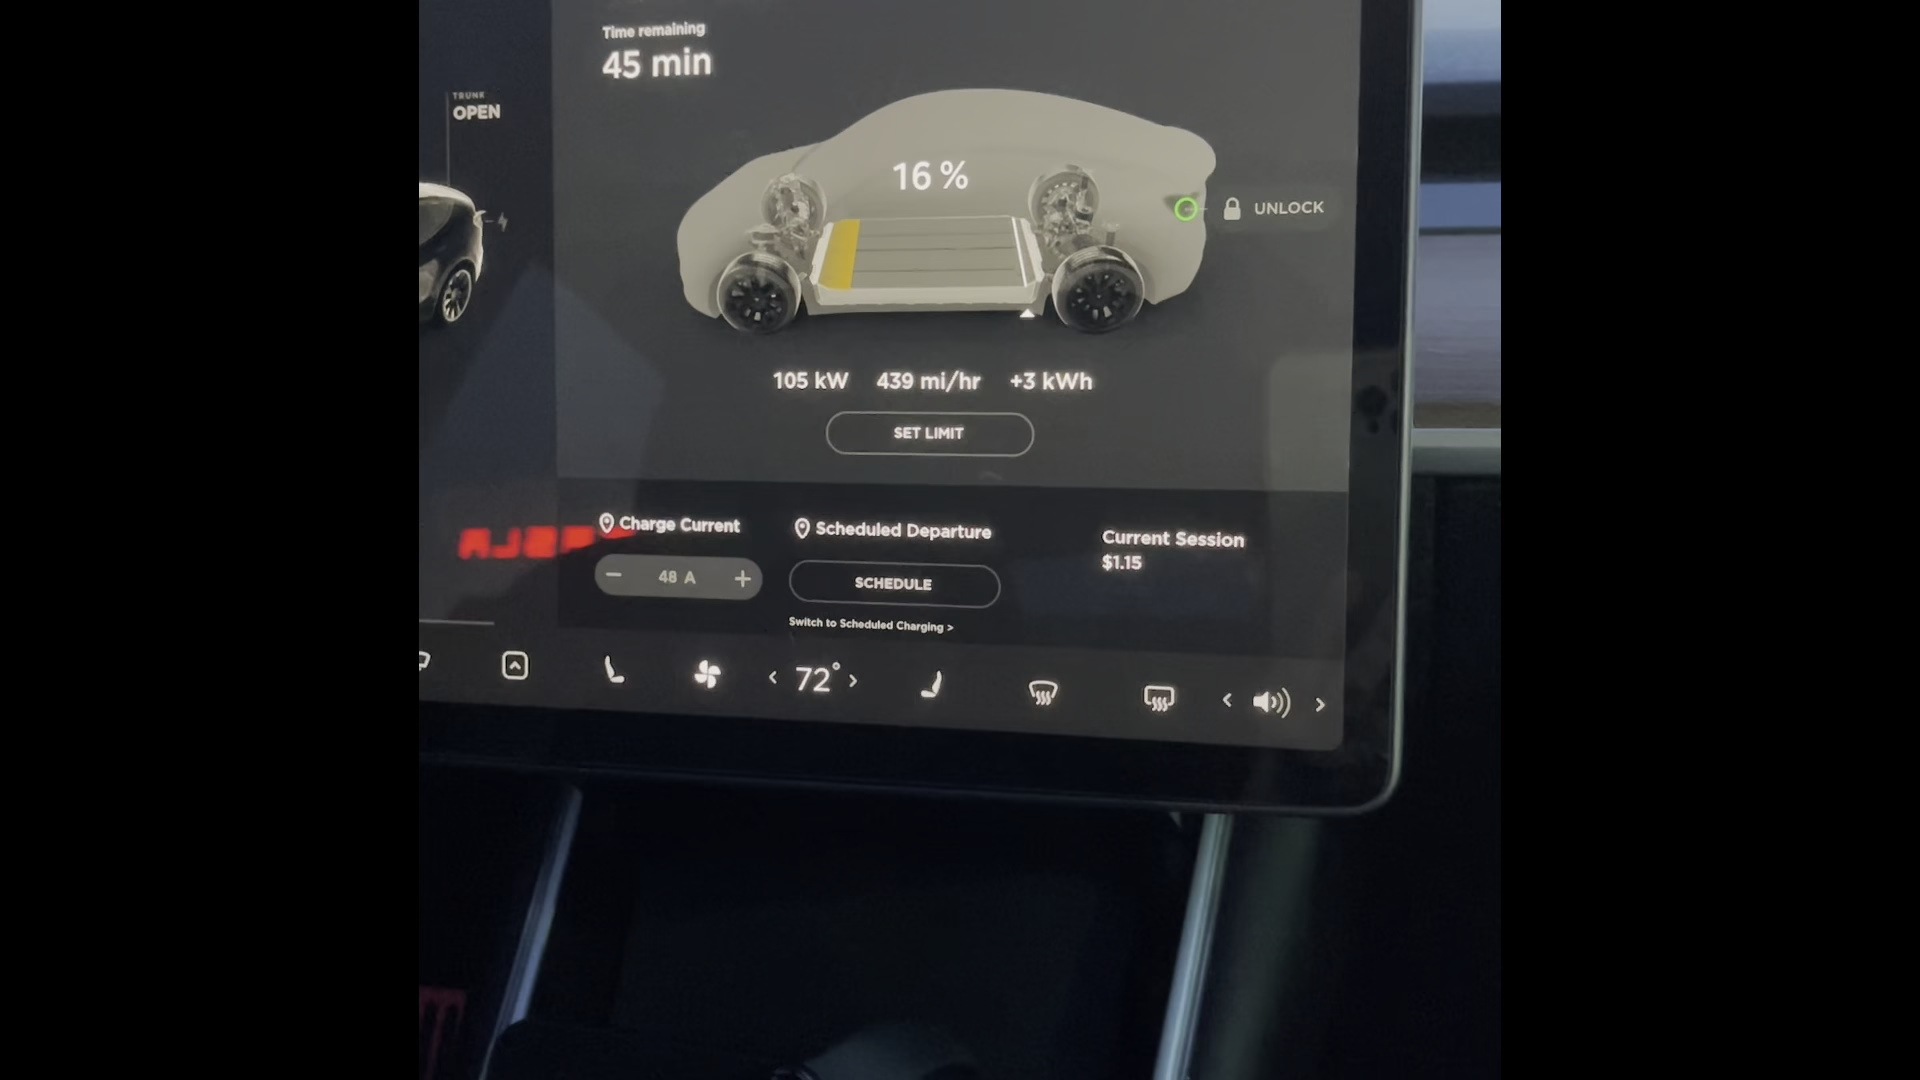 Time remaining
45 min
TRUNK
OPEN
16 %
UNLOCK
105 kW 439 mi/hr +3 kWh
SET LIMIT
Charge Current
Scheduled Departure
Current Session
$1.15
− 48 A +
SCHEDULE
Switch to Scheduled Charging >
< 72° >
< >